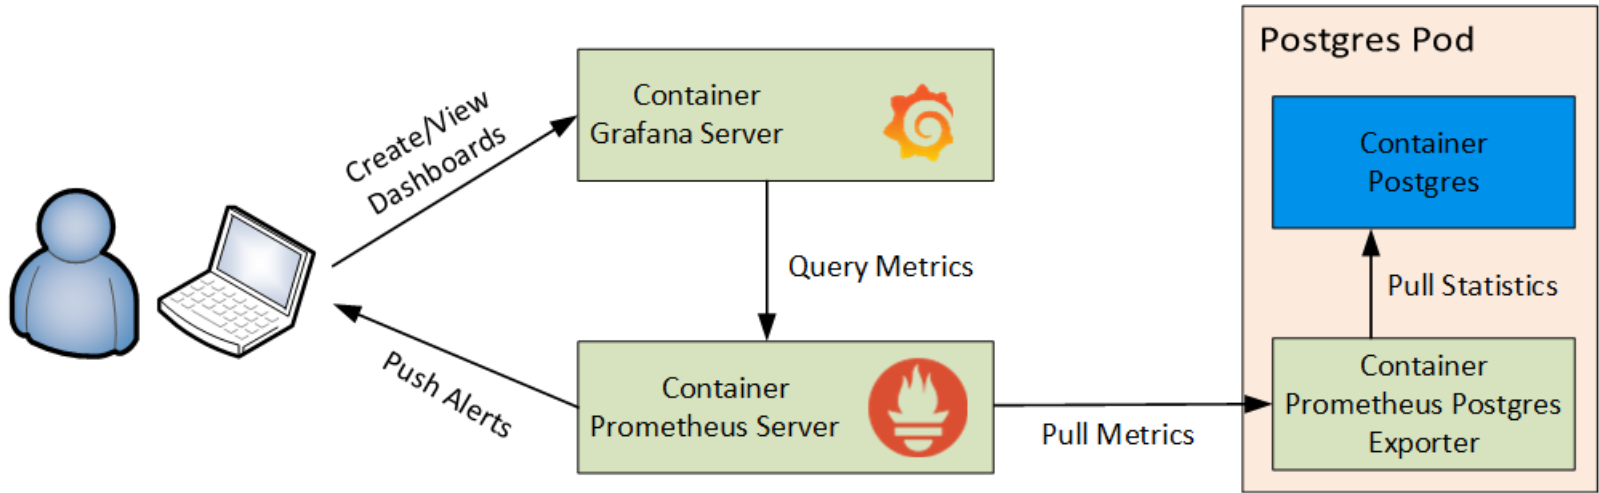 Create/View
Dashboards
Container
Grafana Server
Query Metrics
Push Alerts
Container
Prometheus Server
Pull Metrics
Postgres Pod
Container
Postgres
Pull Statistics
Container
Prometheus Postgres
Exporter